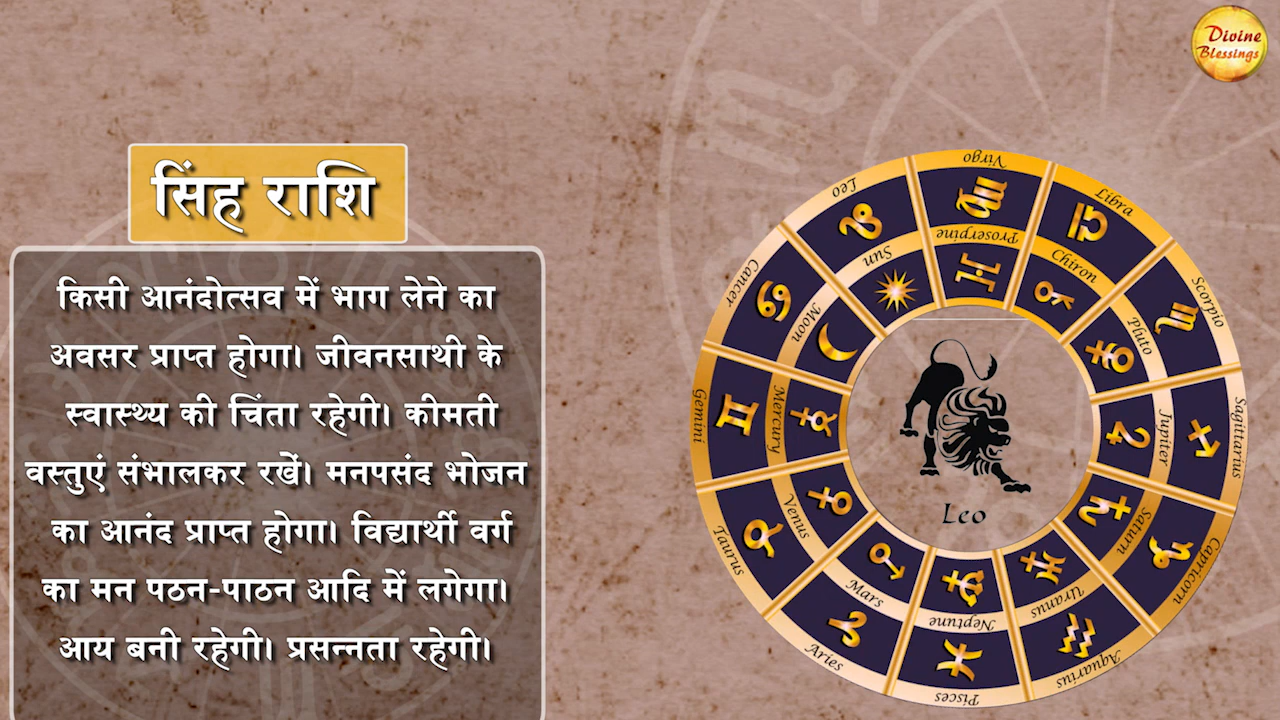 Divine
Blessings
सिंह राशि
किसी आनंदोत्सव में भाग लेने का
अवसर प्राप्त होगा। जीवनसाथी के
स्वास्थ्य की चिंता रहेगी। कीमती
वस्तुएं संभालकर रखें। मनपसंद भोजन
का आनंद प्राप्त होगा। विद्यार्थी वर्ग
का मन पठन-पाठन आदि में लगेगा।
आय बनी रहेगी। प्रसन्नता रहेगी।
Virgo
Libra
Scorpio
Sagittarius
Capricorn
Aquarius
Pisces
Aries
Taurus
Gemini
Cancer
Leo
Proserpine
Chiron
Pluto
Jupiter
Saturn
Uranus
Neptune
Mars
Venus
Mercury
Moon
Sun
Leo